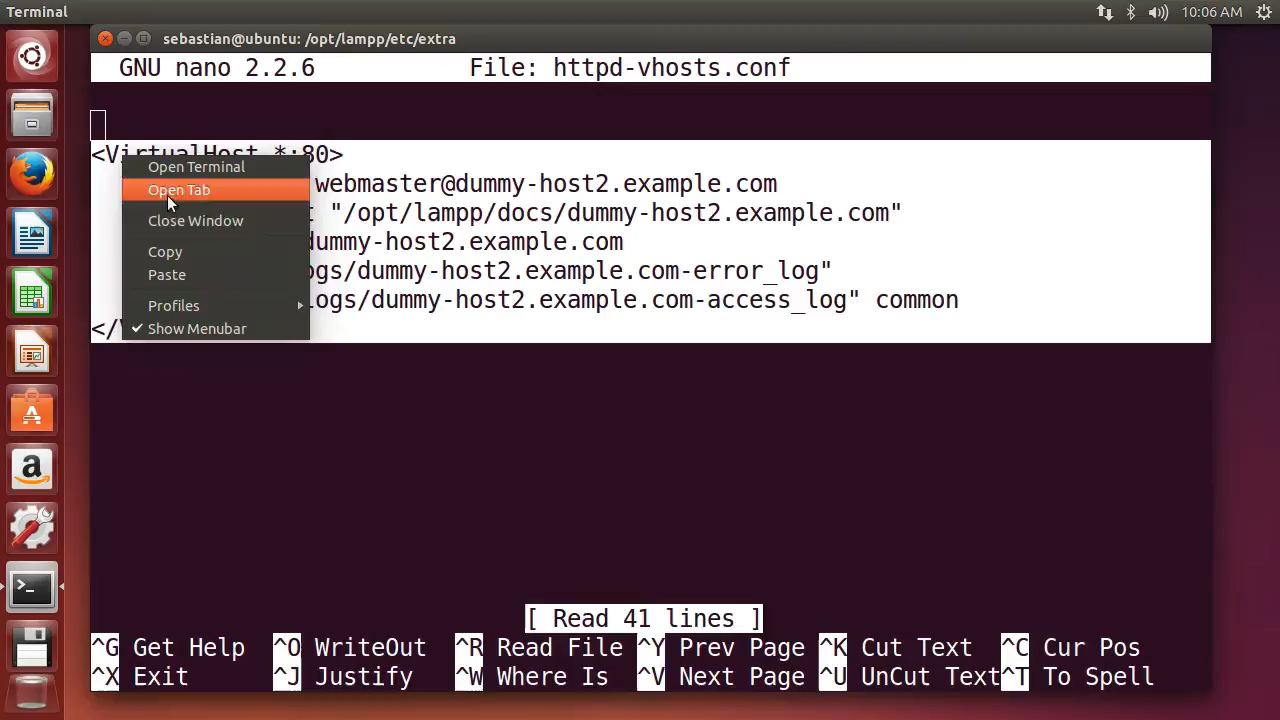 Terminal
10:06 AM
sebastian@ubuntu: /opt/lampp/etc/extra
GNU nano 2.2.6 File: httpd-vhosts.conf
<VirtualHost *:80>
webmaster@dummy-host2.example.com
"/opt/lampp/docs/dummy-host2.example.com"
dummy-host2.example.com
ogs/dummy-host2.example.com-error_log"
logs/dummy-host2.example.com-access_log" common
</
Open Terminal
Open Tab
Close Window
Copy
Paste
Profiles
Show Menubar
[ Read 41 lines ]
^G Get Help ^O WriteOut ^R Read File ^Y Prev Page ^K Cut Text ^C Cur Pos
^X Exit ^J Justify ^W Where Is ^V Next Page ^U UnCut Text ^T To Spell